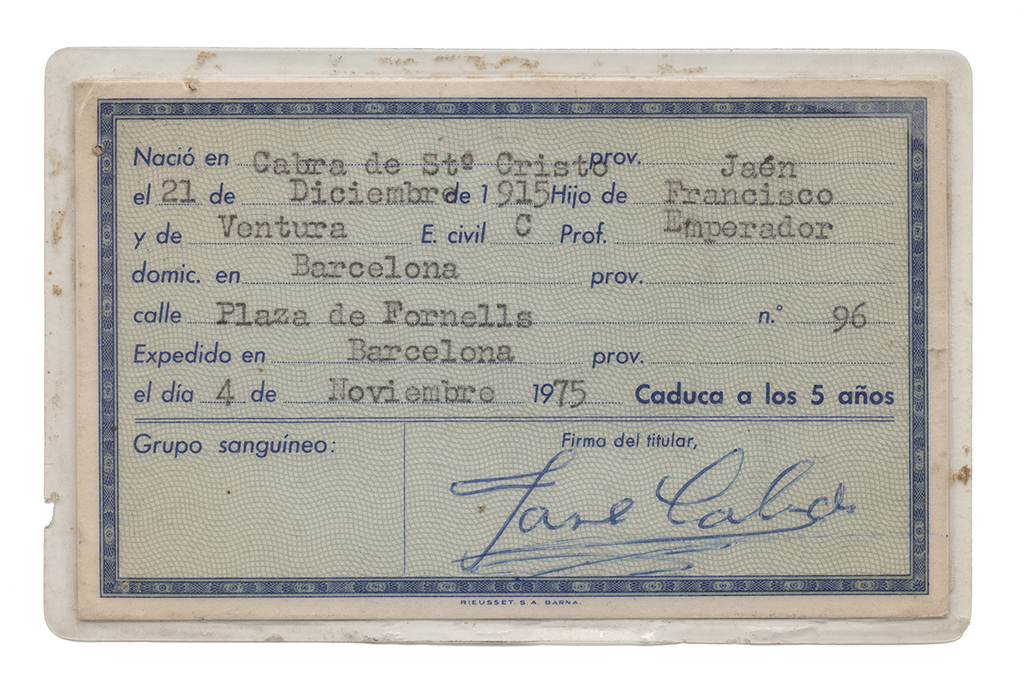 Nació en Cabra de Stº Cristo prov. Jaén
el 21 de Diciembre de 1915 Hijo de Francisco
y de Ventura E. civil C Prof. Emperador
domic. en Barcelona prov.
calle Plaza de Fornells n.º 96
Expedido en Barcelona prov.
el día 4 de Noviembre 1975 Caduca a los 5 años
Grupo sanguíneo: Firma del titular,
RIEUSSET, S. A. BARNA.